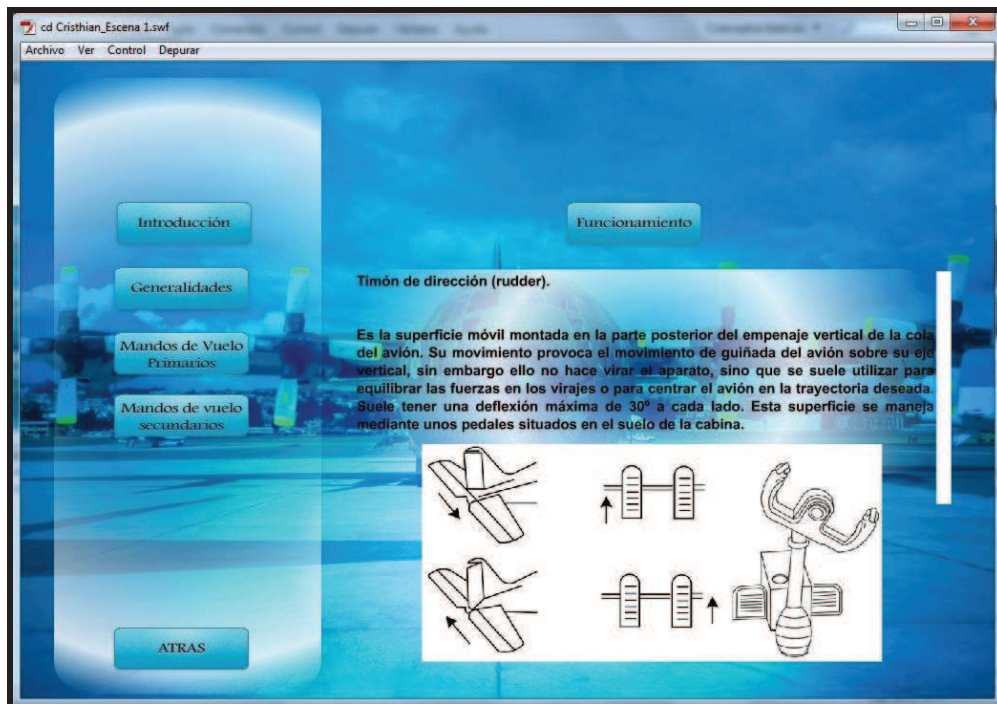 cd Cristhian_Escena 1.swf
Archivo Ver Control Depurar
Introducción
Generalidades
Mandos de Vuelo
Primarios
Mandos de vuelo
secundarios
ATRAS
Funcionamiento
Timón de dirección (rudder).
Es la superficie móvil montada en la parte posterior del empenaje vertical de la cola
del avión. Su movimiento provoca el movimiento de guiñada del avión sobre su eje
vertical, sin embargo ello no hace virar el aparato, sino que se suele utilizar para
equilibrar las fuerzas en los virajes o para centrar el avión en la trayectoria deseada.
Suele tener una deflexión máxima de 30º a cada lado. Esta superficie se maneja
mediante unos pedales situados en el suelo de la cabina.